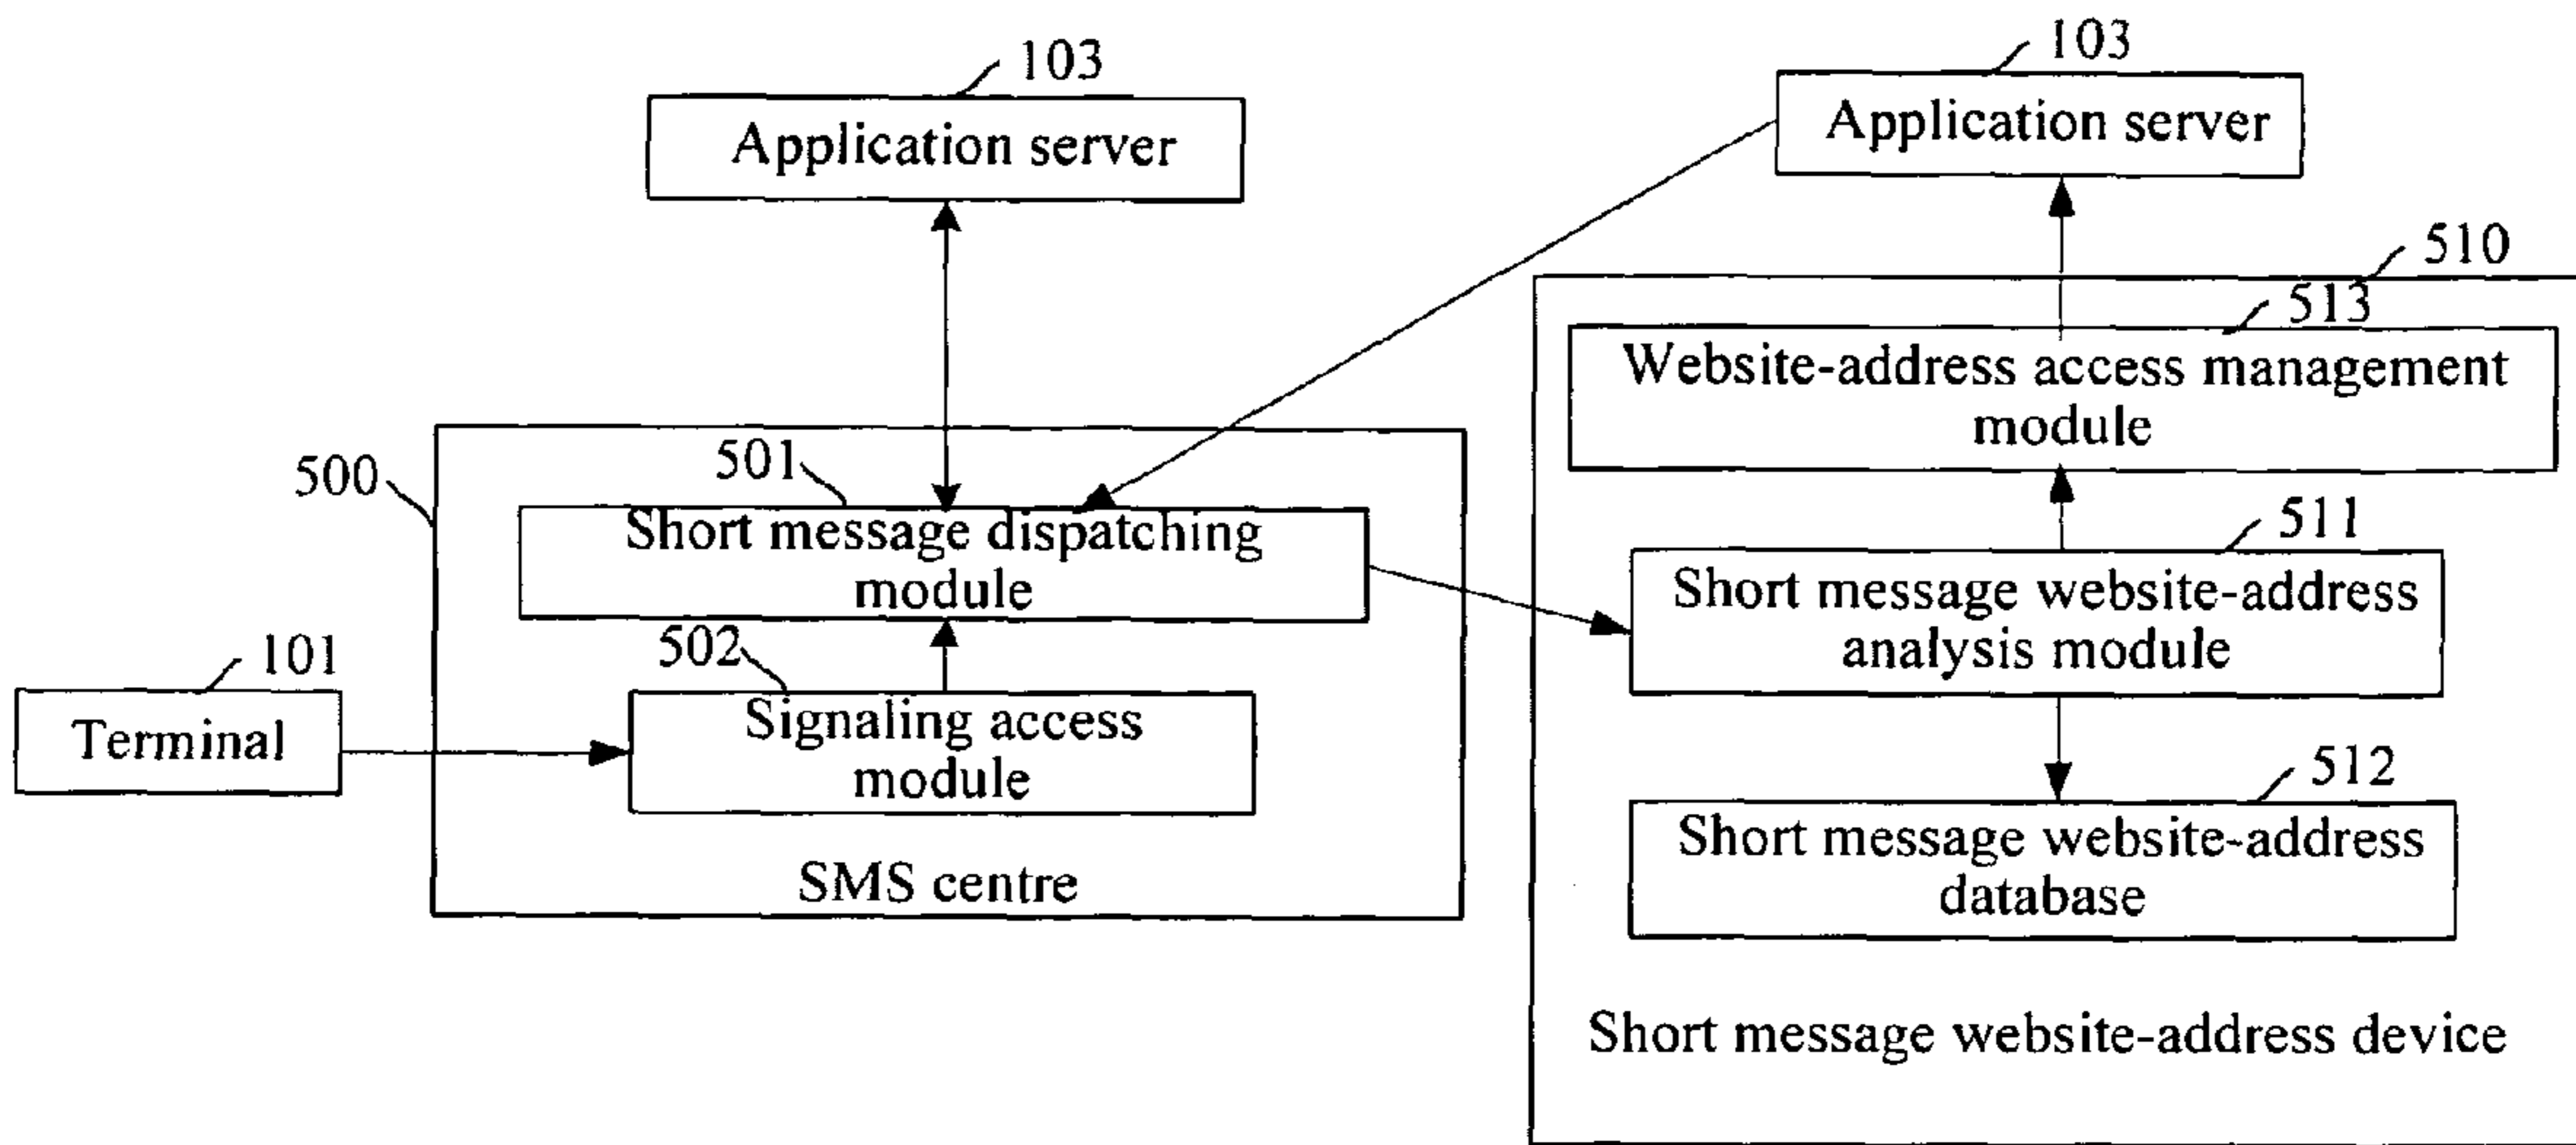 103
Application server
103
Application server
510
513
Website-address access management
module
500
501
Short message dispatching
module
511
Short message website-address
analysis module
502
Signaling access
module
101
Terminal
512
Short message website-address
database
SMS centre
Short message website-address device